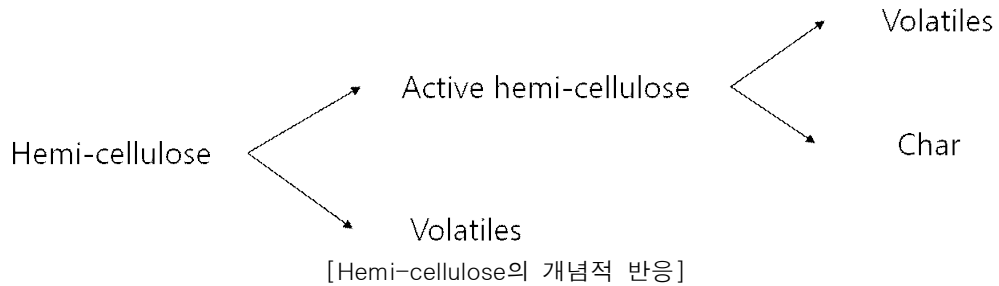 Volatiles
Active hemi-cellulose
Char
Hemi-cellulose
Volatiles
[Hemi-cellulose의 개념적 반응]